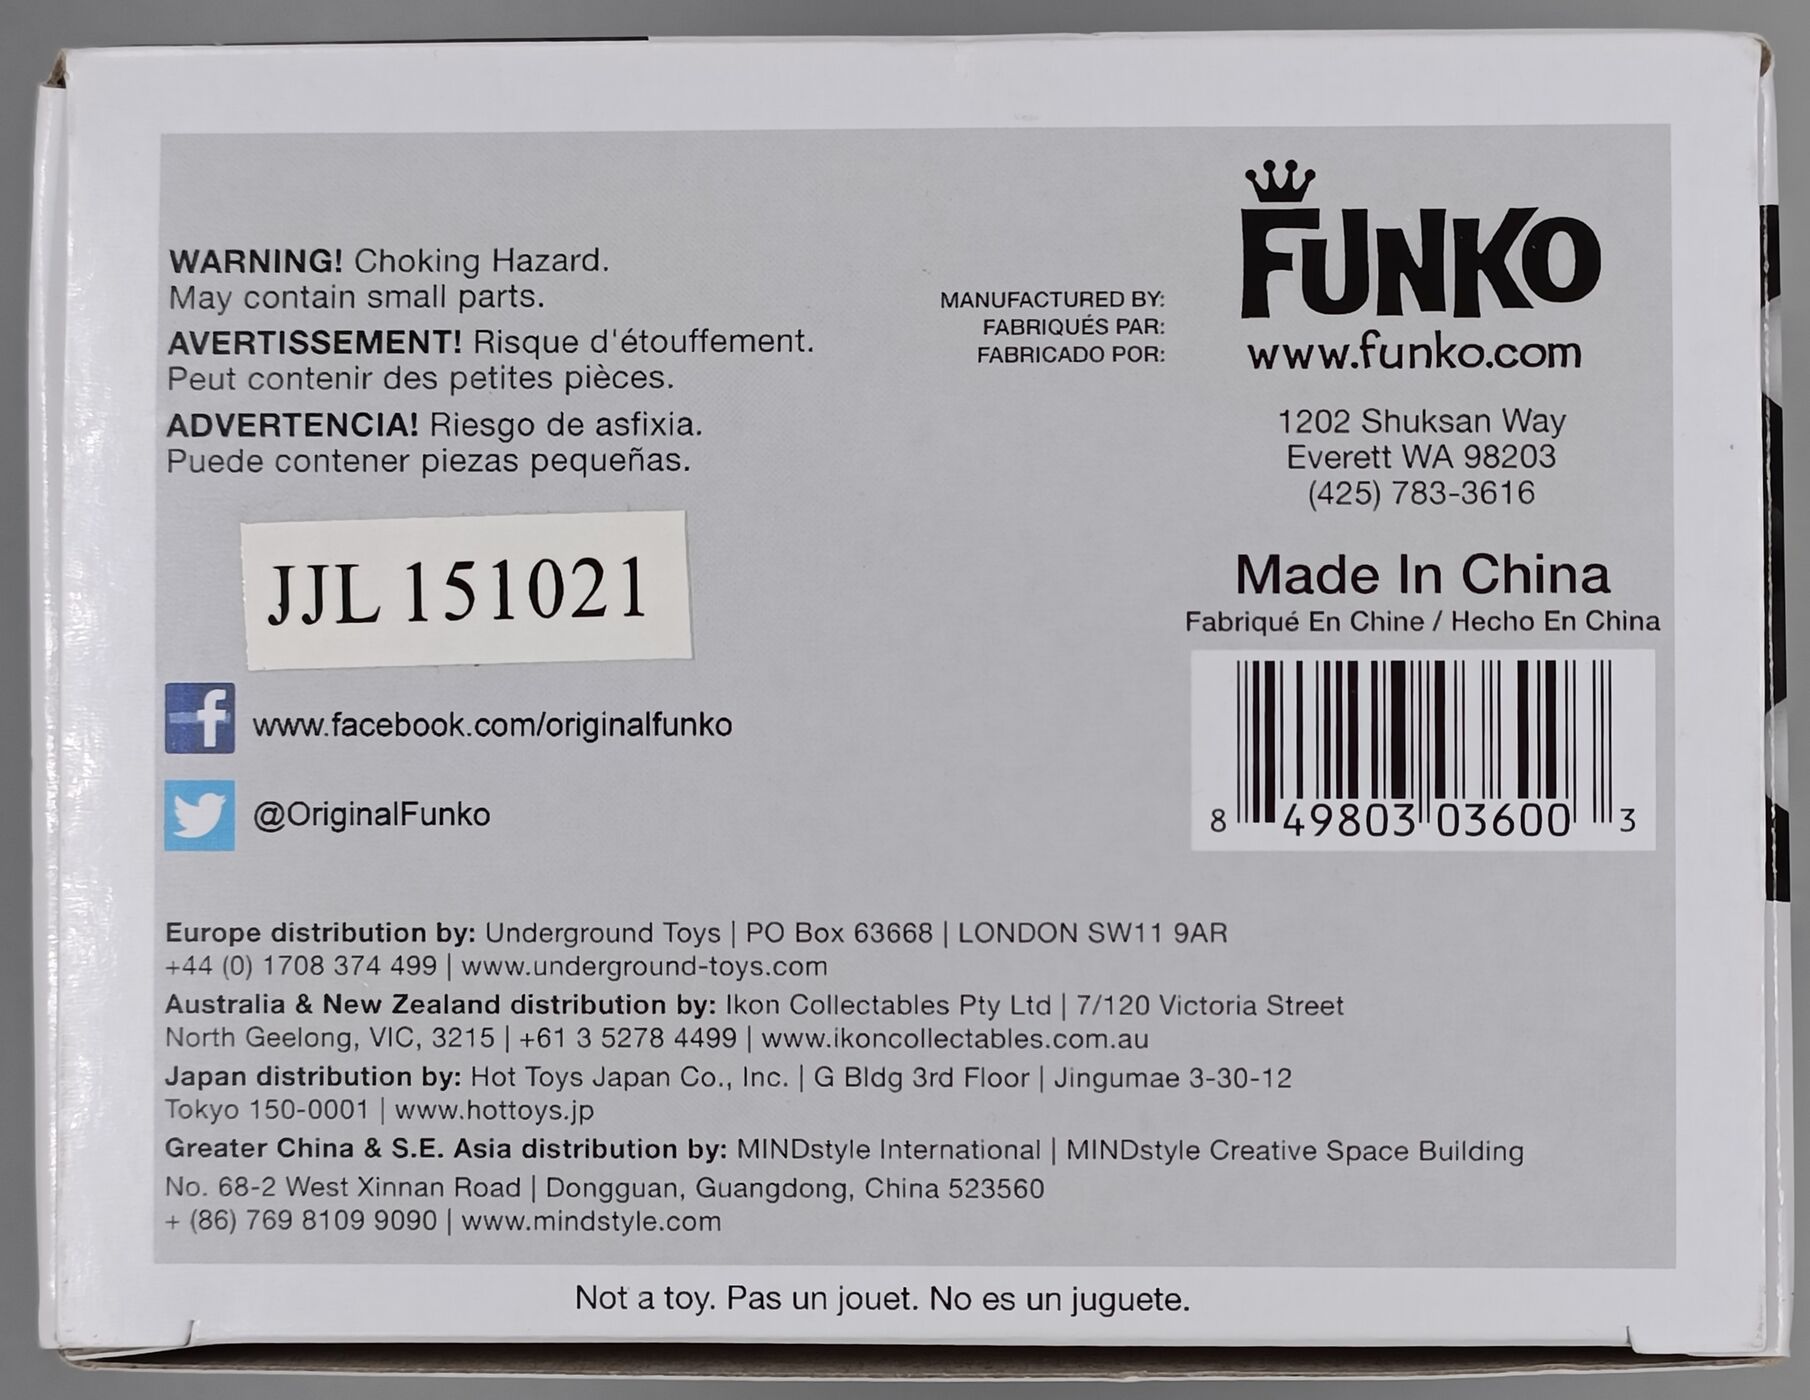 WARNING! Choking Hazard.
May contain small parts.
AVERTISSEMENT! Risque d'étouffement.
Peut contenir des petites pièces.
ADVERTENCIA! Riesgo de asfixia.
Puede contener piezas pequeñas.
JJL 151021
f
www.facebook.com/originalfunko
@OriginalFunko
MANUFACTURED BY:
FABRIQUÉS PAR:
FABRICADO POR:
FUNKO
www.funko.com
1202 Shuksan Way
Everett WA 98203
(425) 783-3616
Made In China
Fabriqué En Chine / Hecho En China
8 49803 03600 3
Europe distribution by: Underground Toys | PO Box 63668 | LONDON SW11 9AR
+44 (0) 1708 374 499 | www.underground-toys.com
Australia & New Zealand distribution by: Ikon Collectables Pty Ltd | 7/120 Victoria Street
North Geelong, VIC, 3215 | +61 3 5278 4499 | www.ikoncollectables.com.au
Japan distribution by: Hot Toys Japan Co., Inc. | G Bldg 3rd Floor | Jingumae 3-30-12
Tokyo 150-0001 | www.hottoys.jp
Greater China & S.E. Asia distribution by: MINDstyle International | MINDstyle Creative Space Building
No. 68-2 West Xinnan Road | Dongguan, Guangdong, China 523560
+ (86) 769 8109 9090 | www.mindstyle.com
Not a toy. Pas un jouet. No es un juguete.